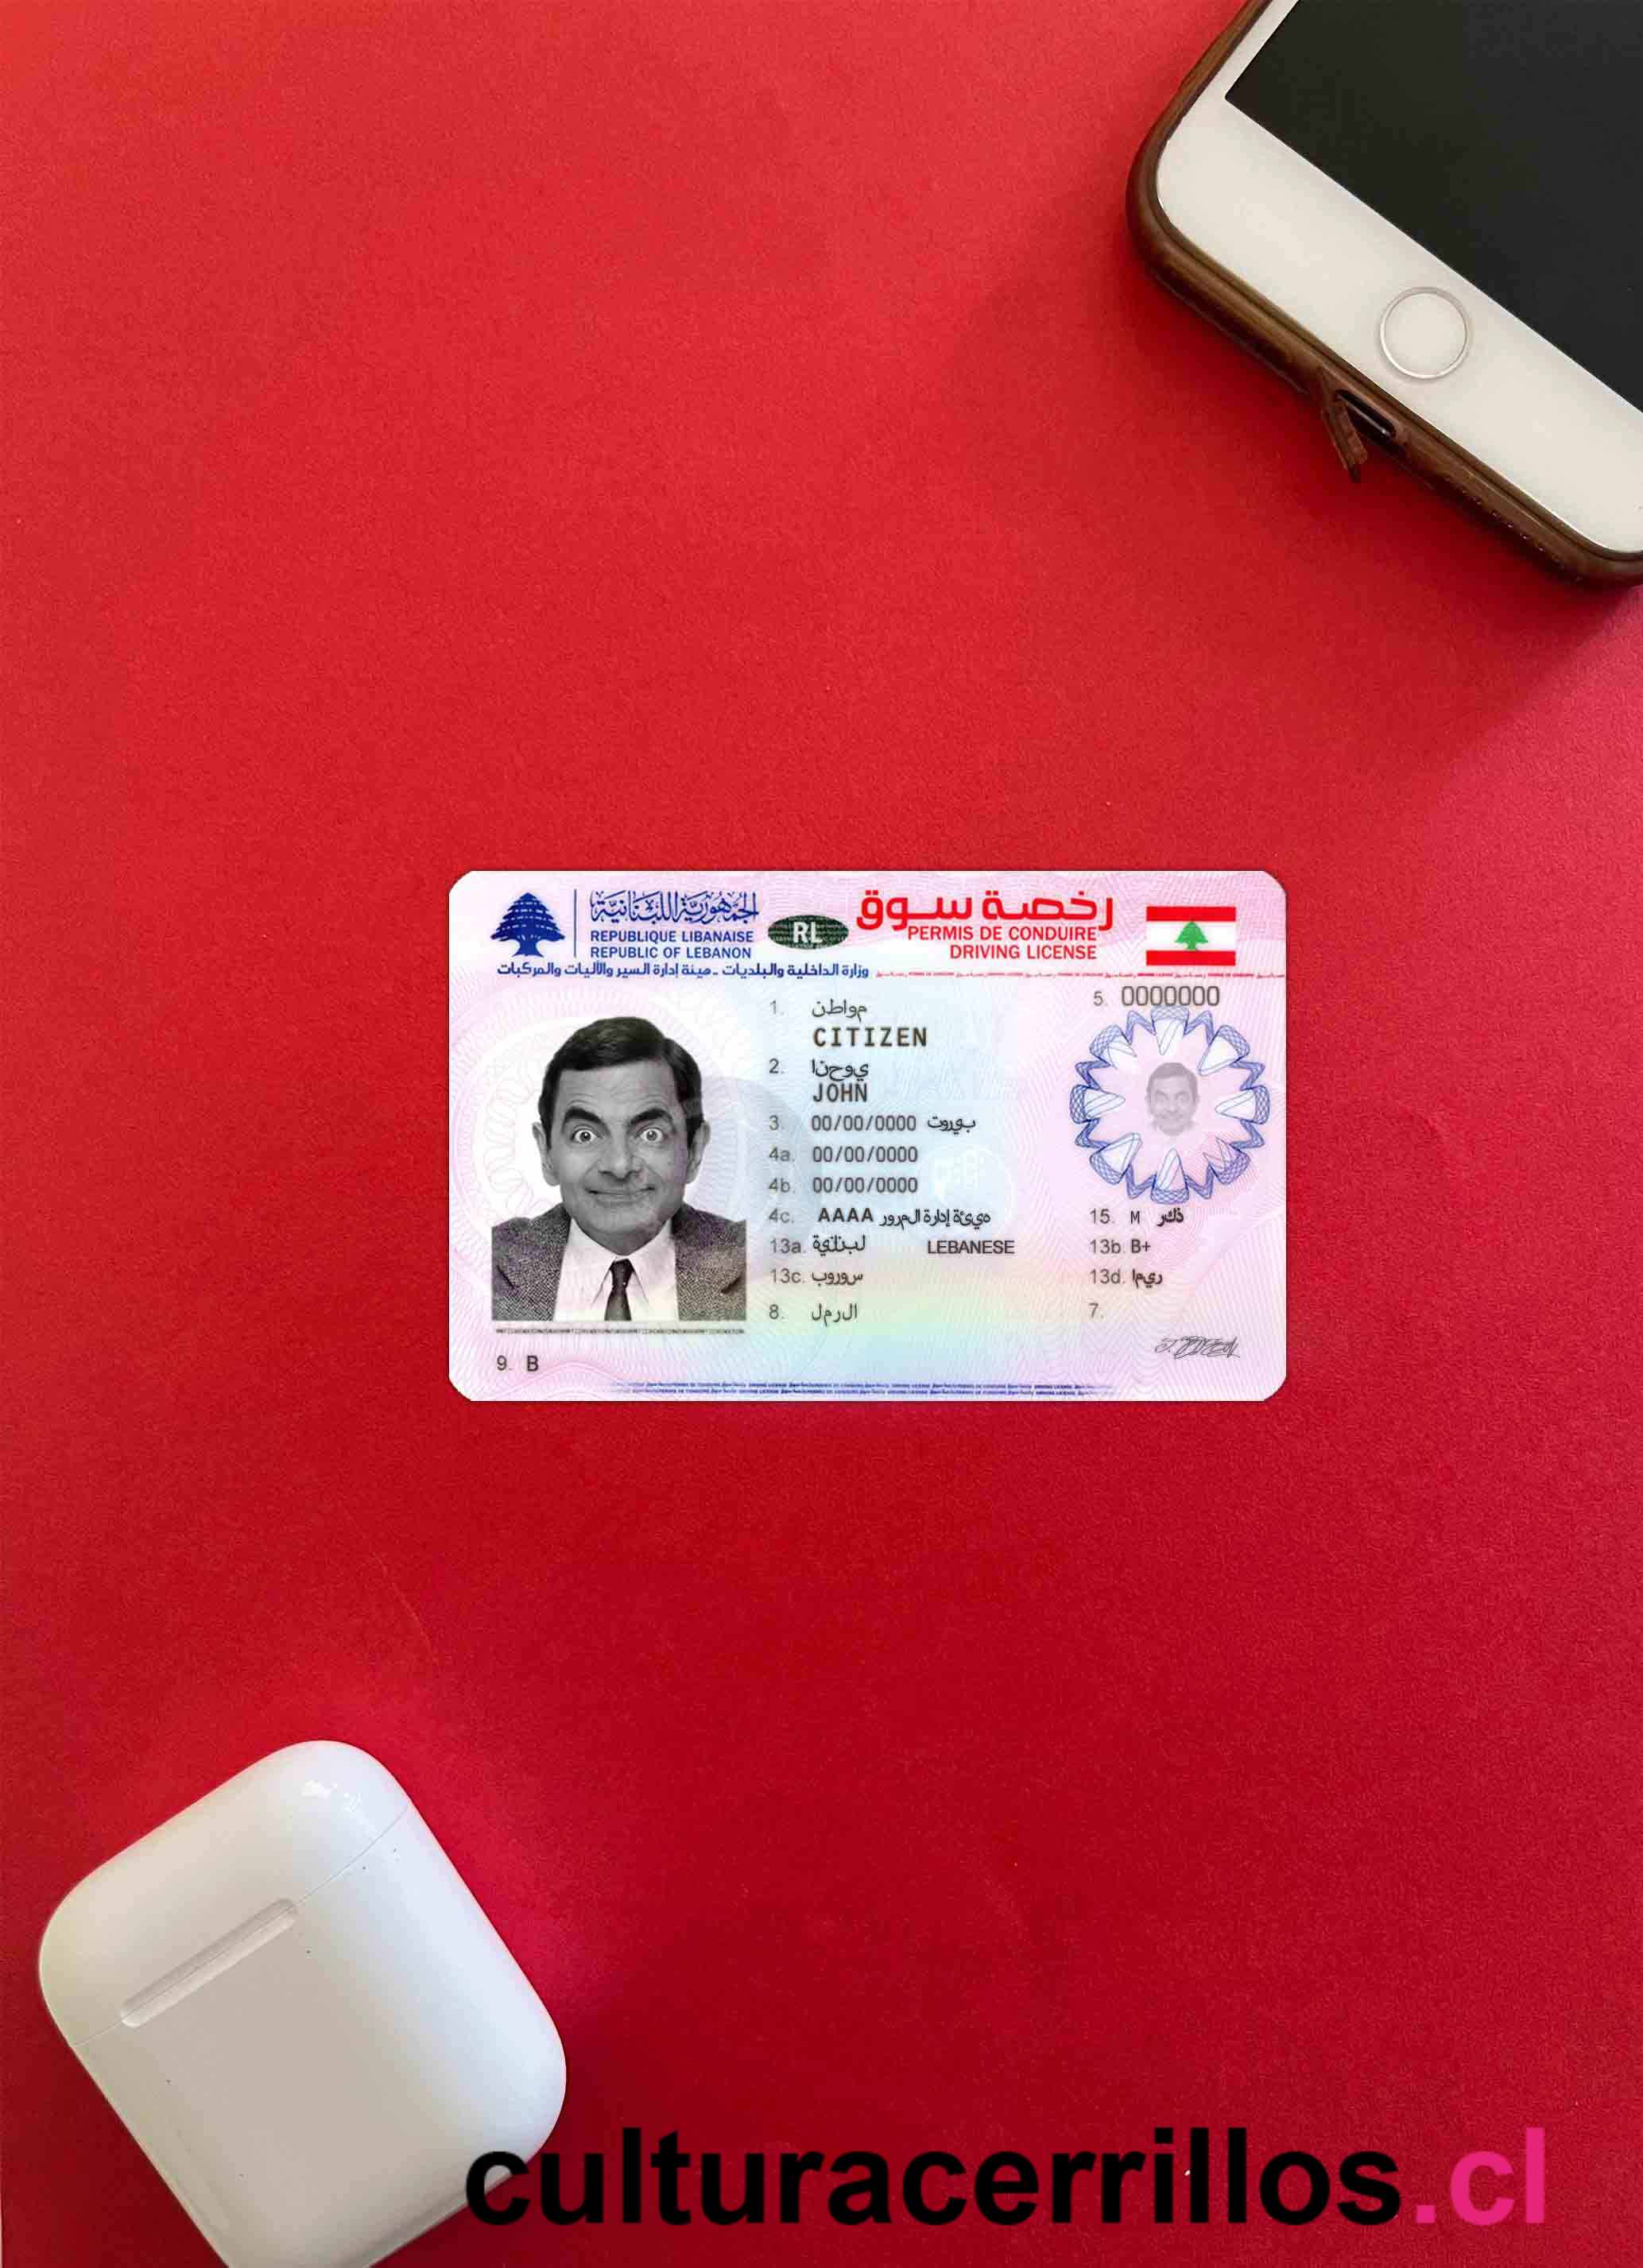 الجمهورية اللبنانية
REPUBLIQUE LIBANAISE
REPUBLIC OF LEBANON
RL
رخصة سوق
PERMIS DE CONDUIRE
DRIVING LICENSE
وزارة الداخلية والبلديات - هيئة إدارة السير والآليات والمركبات
1. مواطن
CITIZEN
2. يوحنا
JOHN
3. 00/00/0000 بيروت
4a. 00/00/0000
4b. 00/00/0000
4c. AAAA هيئة إدارة المرور
13a. لبنانية LEBANESE
13c. سوروب
8. الرمل
5. 0000000
15. M ذكر
13b. B+
13d. ريما
7.
9. B
culturacerrillos.cl